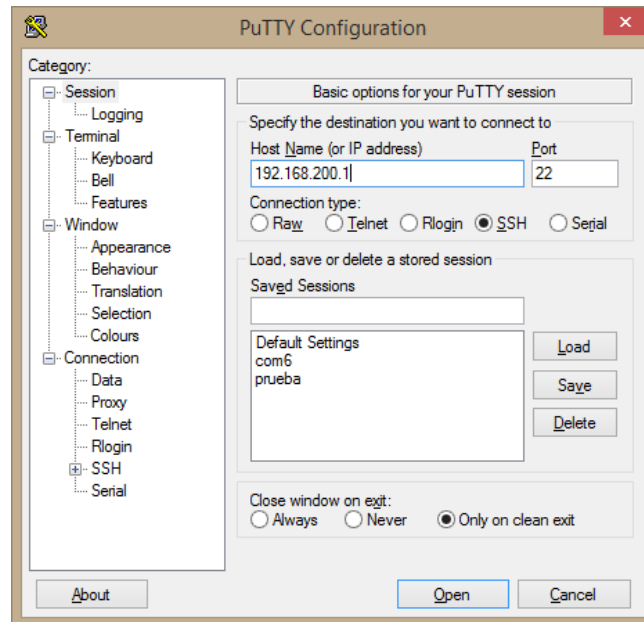 PuTTY Configuration
Category:
Session
Logging
Terminal
Keyboard
Bell
Features
Window
Appearance
Behaviour
Translation
Selection
Colours
Connection
Data
Proxy
Telnet
Rlogin
SSH
Serial
Basic options for your PuTTY session
Specify the destination you want to connect to
Host Name (or IP address) Port
192.168.200.1 22
Connection type:
Raw Telnet Rlogin SSH Serial
Load, save or delete a stored session
Saved Sessions
Default Settings
com6
prueba
Load
Save
Delete
Close window on exit:
Always Never Only on clean exit
About Open Cancel